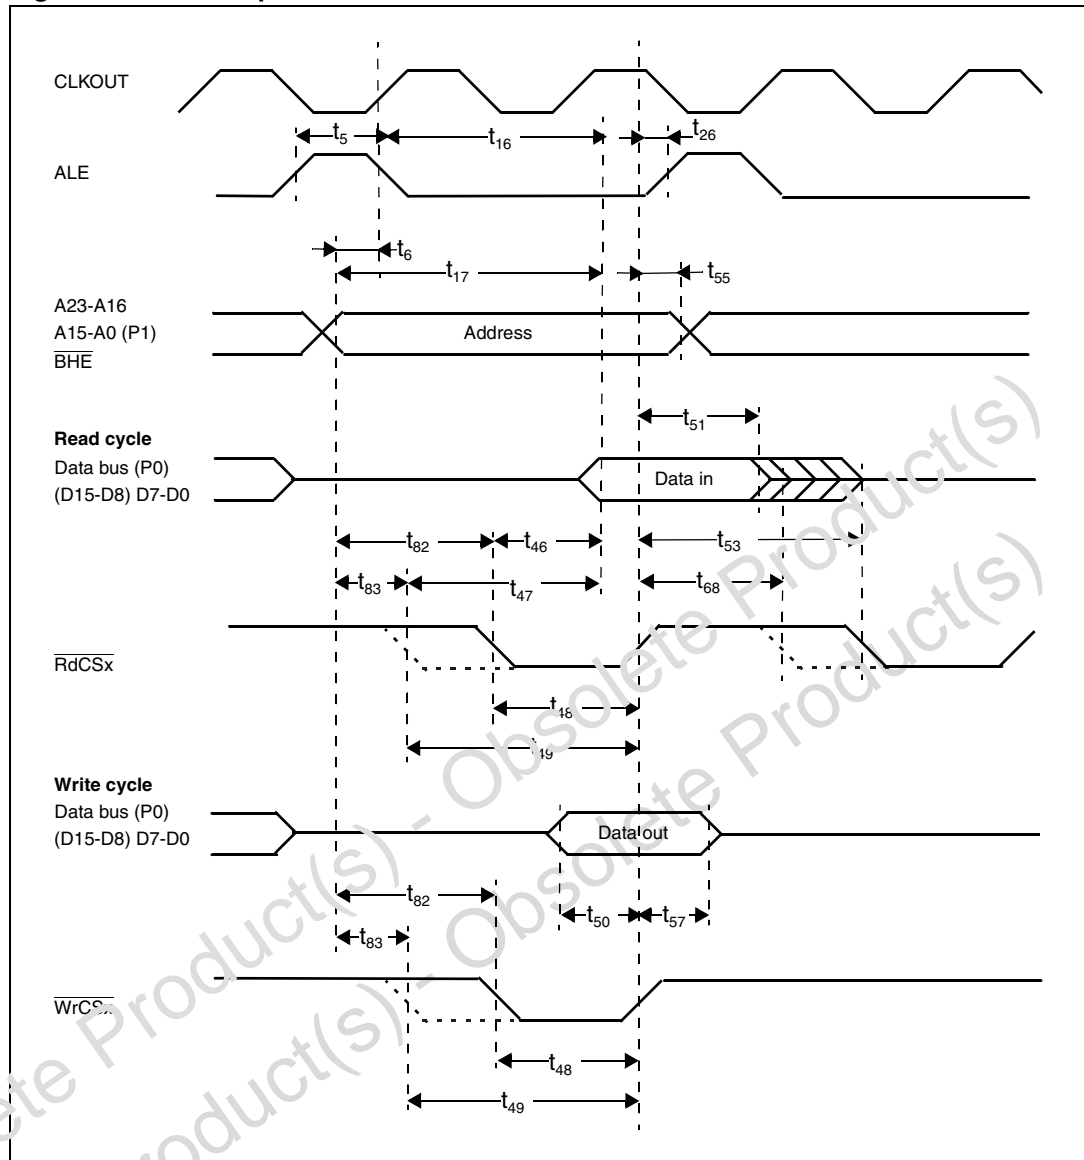 CLKOUT
t5
t16
t26
ALE
t6
t17
t55
A23-A16
A15-A0 (P1)
Address
BHE
t51
Read cycle
Data bus (P0)
Data in
(D15-D8) D7-D0
t82
t46
t53
t83
t47
t68
RdCSx
t48
t49
Write cycle
Data bus (P0)
Data out
(D15-D8) D7-D0
t82
t50
t57
t83
WrCSx
t48
t49
Obsolete Product(s) - Obsolete Product(s)
Obsolete Product(s) - Obsolete Product(s)